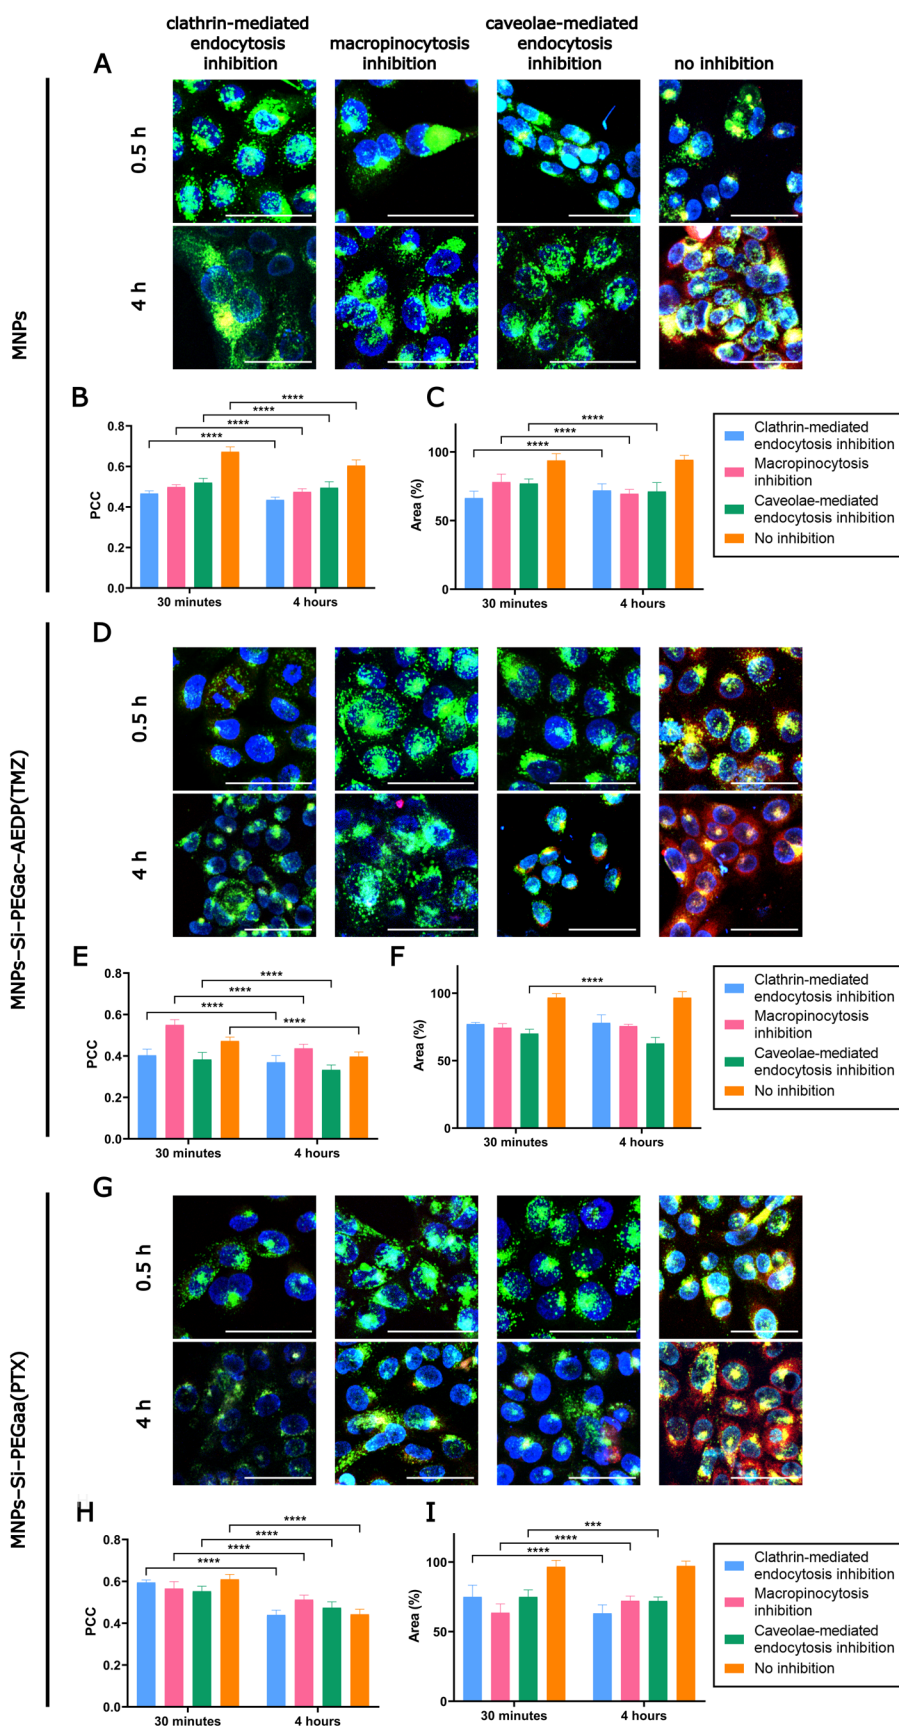 clathrin-mediated
endocytosis
inhibition
macropinocytosis
inhibition
caveolae-mediated
endocytosis
inhibition
no inhibition
A
0.5 h
4 h
MNPs
B
****
****
****
****
0.8
0.6
0.4
0.2
0.0
PCC
30 minutes
4 hours
C
****
****
****
100
50
0
Area (%)
30 minutes
4 hours
Clathrin-mediated
endocytosis inhibition
Macropinocytosis
inhibition
Caveolae-mediated
endocytosis inhibition
No inhibition
D
0.5 h
4 h
MNPs–Si–PEGac–AEDP(TMZ)
E
****
****
****
****
0.8
0.6
0.4
0.2
0.0
PCC
30 minutes
4 hours
F
****
100
50
0
Area (%)
30 minutes
4 hours
Clathrin-mediated
endocytosis inhibition
Macropinocytosis
inhibition
Caveolae-mediated
endocytosis inhibition
No inhibition
G
0.5 h
4 h
MNPs–Si–PEGaa(PTX)
H
****
****
****
****
0.8
0.6
0.4
0.2
0.0
PCC
30 minutes
4 hours
I
***
****
****
100
50
0
Area (%)
30 minutes
4 hours
Clathrin-mediated
endocytosis inhibition
Macropinocytosis
inhibition
Caveolae-mediated
endocytosis inhibition
No inhibition